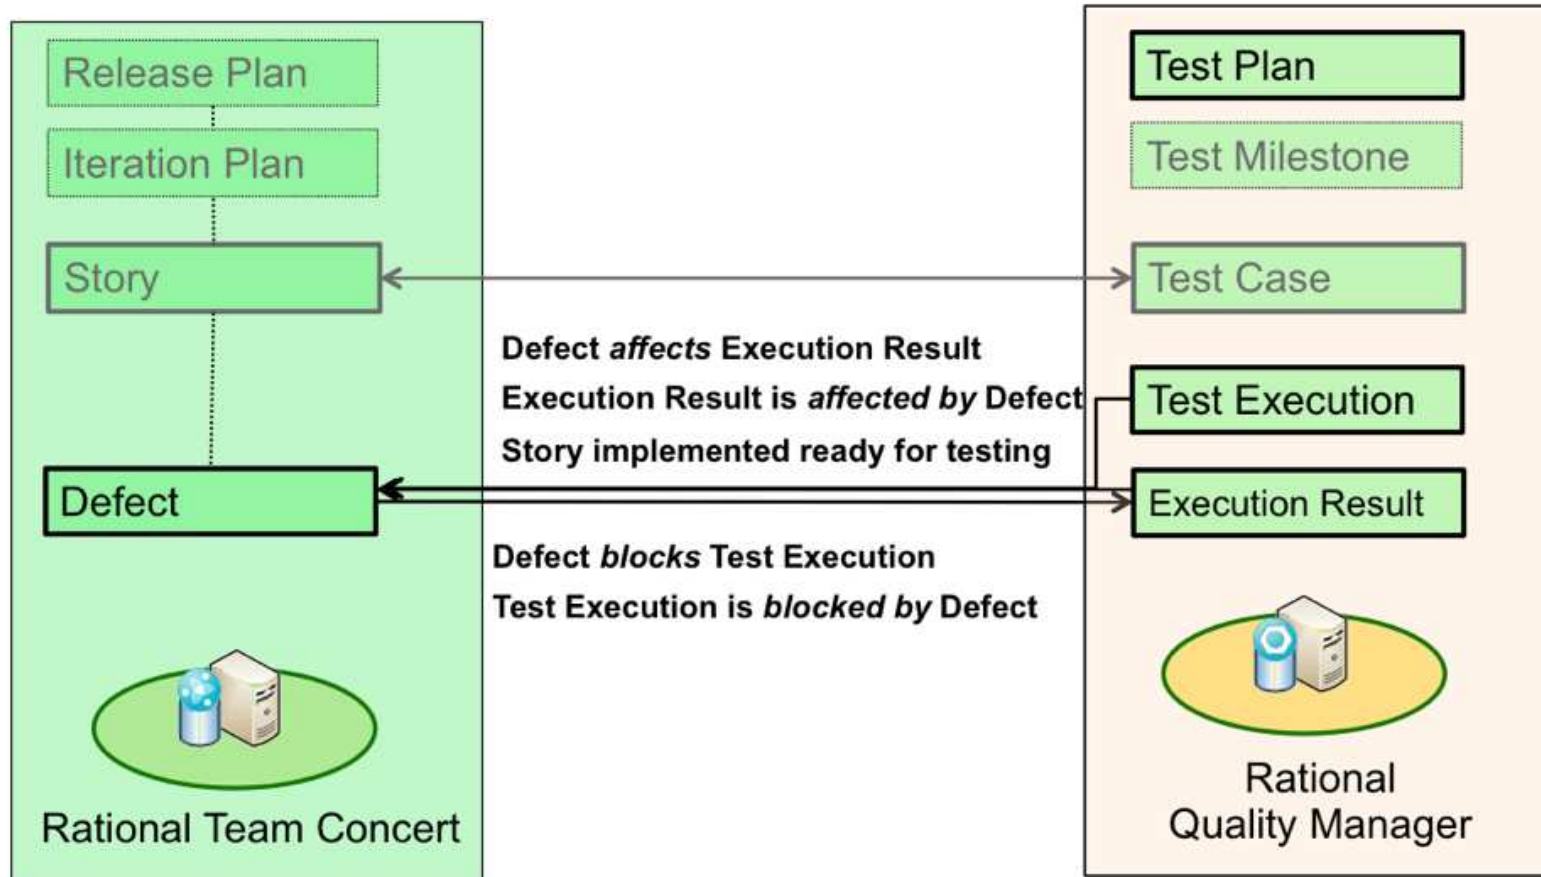 Release Plan
Iteration Plan
Story
Defect
Rational Team Concert
Defect affects Execution Result
Execution Result is affected by Defect
Story implemented ready for testing
Defect blocks Test Execution
Test Execution is blocked by Defect
Test Plan
Test Milestone
Test Case
Test Execution
Execution Result
Rational
Quality Manager